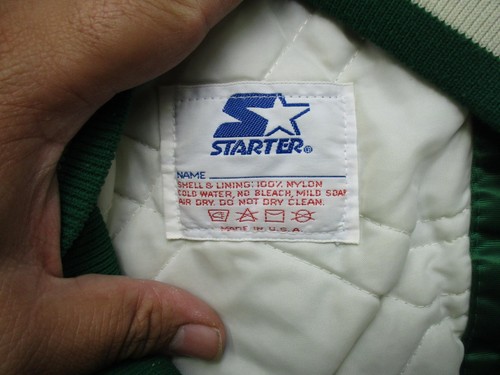 STARTER®
NAME
SHELL & LINING: 100% NYLON
COLD WATER, NO BLEACH, MILD SOAP
AIR DRY. DO NOT DRY CLEAN.
MADE IN U.S.A.